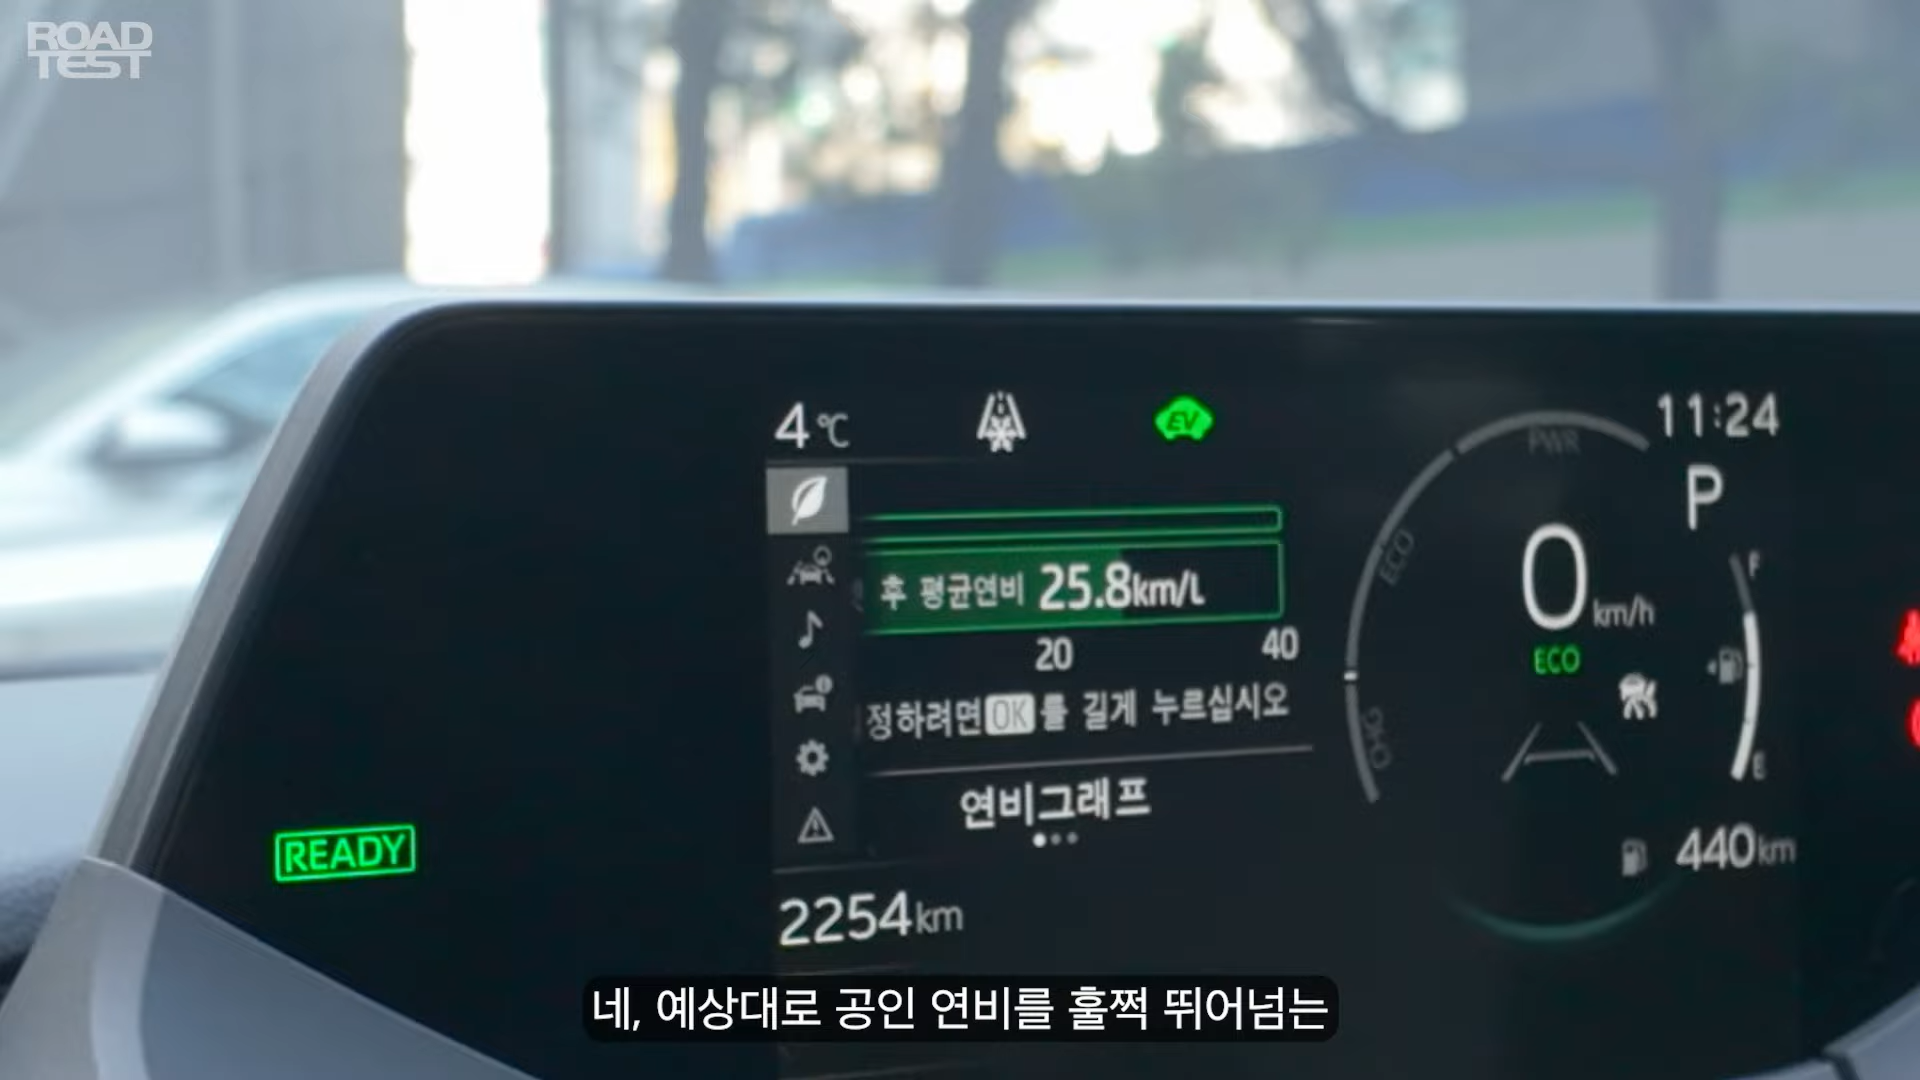 ROAD
TEST
4 ℃
EV
11:24
PWR
P
ECO
후 평균연비 25.8km/L
20
40
0 km/h
ECO
F
E
CHG
정하려면 OK 를 길게 누르십시오
연비그래프
READY
440km
2254km
네, 예상대로 공인 연비를 훌쩍 뛰어넘는